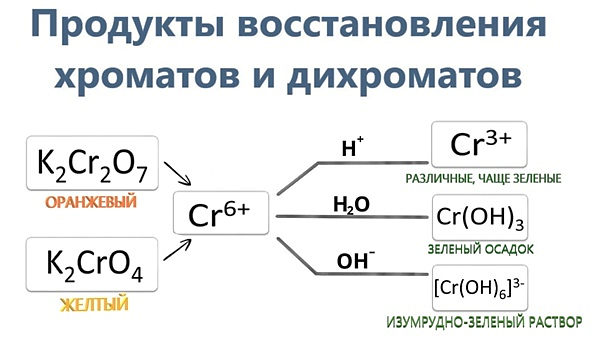 Продукты восстановления
хроматов и дихроматов
K₂Cr₂O₇
ОРАНЖЕВЫЙ
K₂CrO₄
ЖЕЛТЫЙ
Cr⁶⁺
H⁺
Cr³⁺
РАЗЛИЧНЫЕ, ЧАЩЕ ЗЕЛЕНЫЕ
H₂O
Cr(OH)₃
ЗЕЛЕНЫЙ ОСАДОК
OH⁻
[Cr(OH)₆]³⁻
ИЗУМРУДНО-ЗЕЛЕНЫЙ РАСТВОР